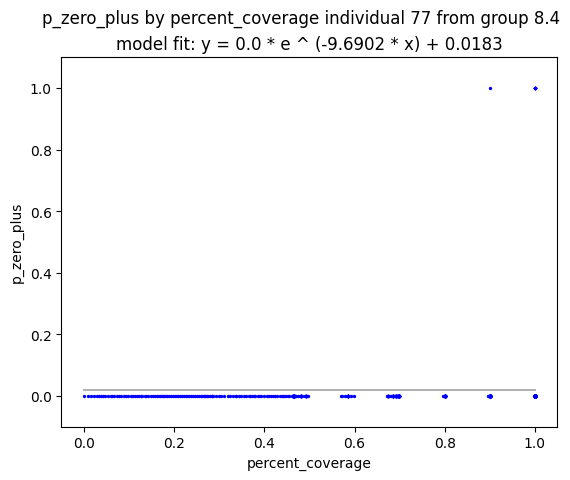 p_zero_plus by percent_coverage individual 77 from group 8.4
model fit: y = 0.0 * e ^ (-9.6902 * x) + 0.0183
1.0
0.8
0.6
0.4
0.2
0.0
p_zero_plus
0.0 0.2 0.4 0.6 0.8 1.0
percent_coverage